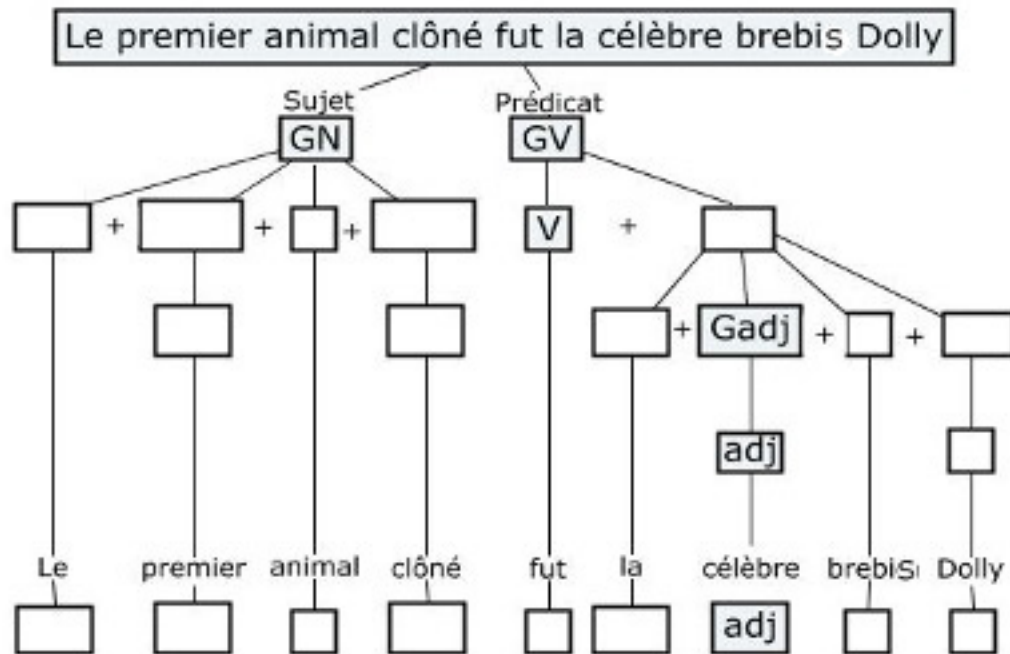 Le premier animal clôné fut la célèbre brebis Dolly
Sujet Prédicat
GN GV
+ + + V +
+ Gadj + +
adj
Le premier animal clôné fut la célèbre brebis Dolly
adj